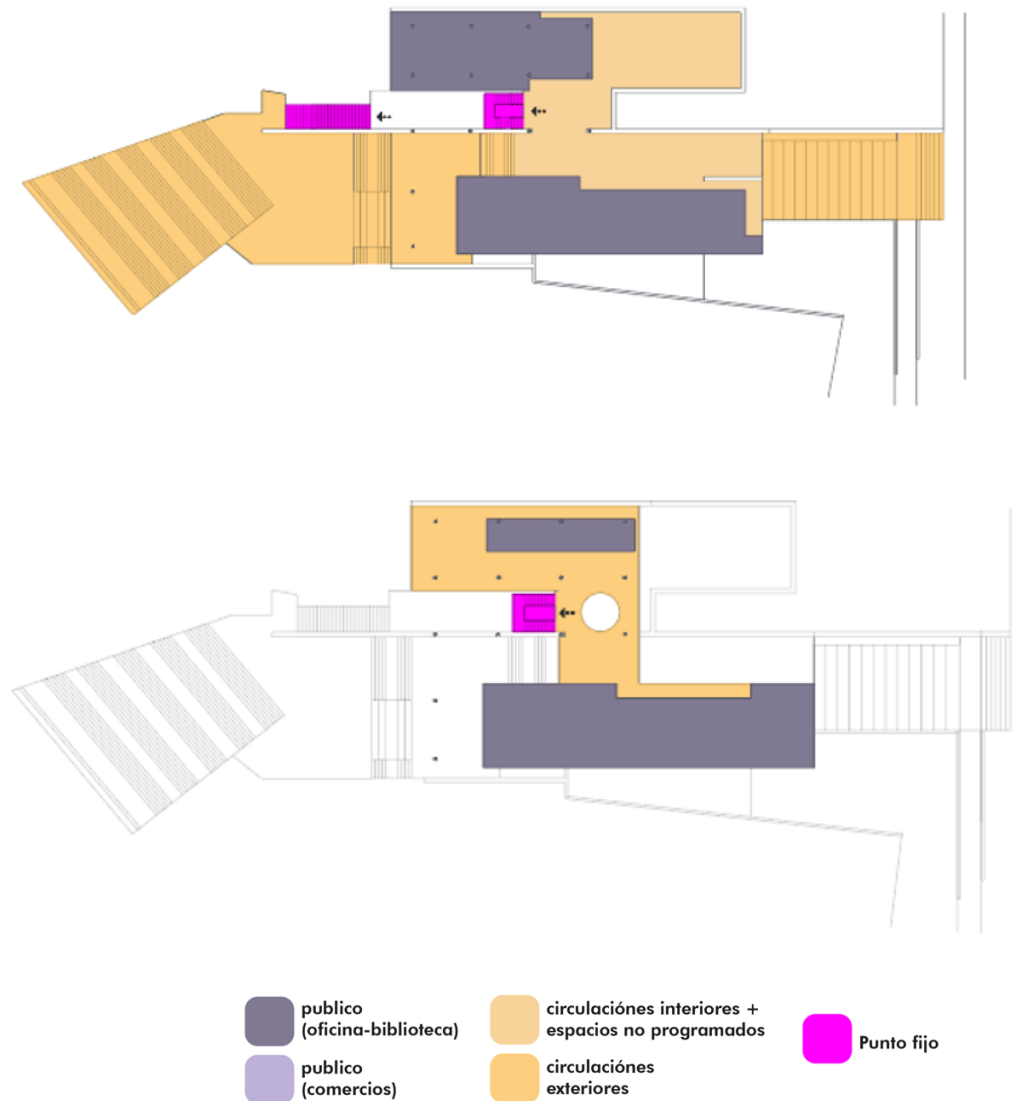 publico
(oficina-biblioteca)
publico
(comercios)
circulaciónes interiores +
espacios no programados
circulaciónes
exteriores
Punto fijo